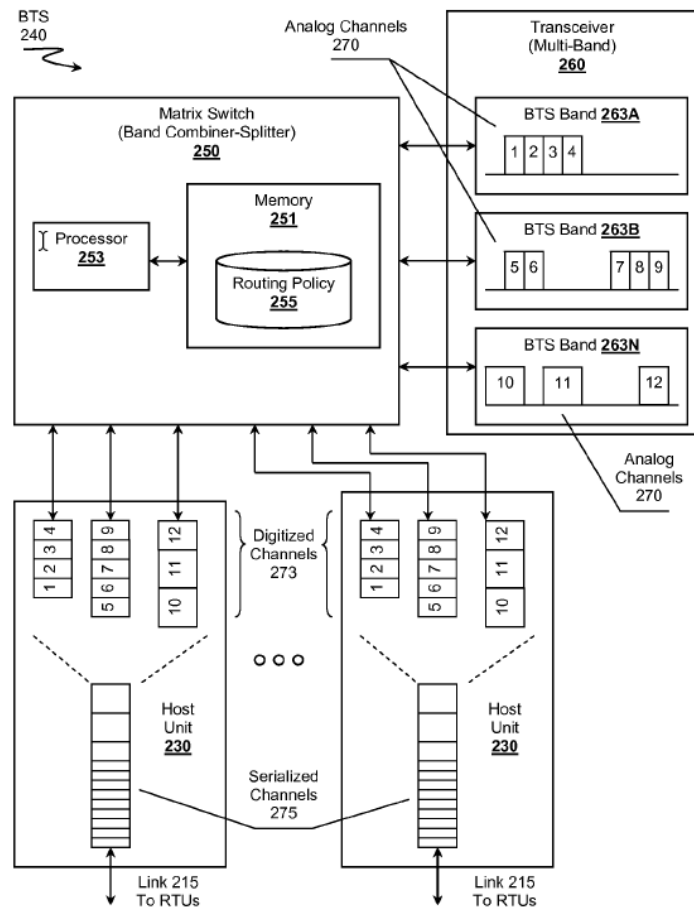 BTS
240
Analog Channels
270
Transceiver
(Multi-Band)
260
Matrix Switch
(Band Combiner-Splitter)
250
Memory
251
Processor
253
Routing Policy
255
BTS Band 263A
1 2 3 4
BTS Band 263B
5 6 7 8 9
BTS Band 263N
10 11 12
Analog
Channels
270
1 2 3 4
5 6 7 8 9
10 11 12
Digitized
Channels
273
1 2 3 4
5 6 7 8 9
10 11 12
Host
Unit
230
Serialized
Channels
275
Host
Unit
230
Link 215
To RTUs
Link 215
To RTUs